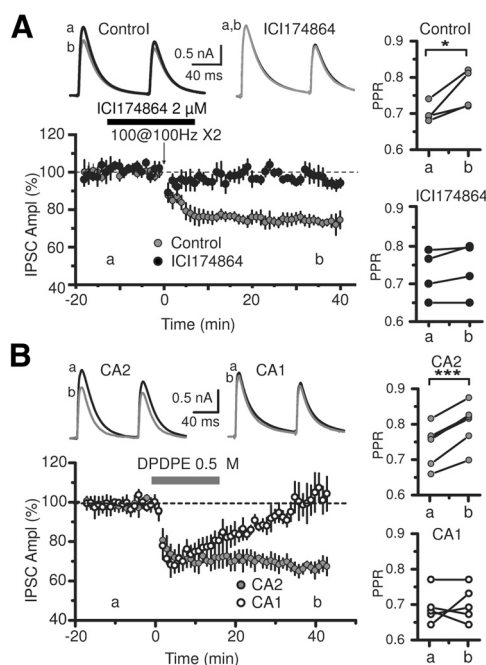 A
a
b
Control
a,b
ICI174864
0.5 nA
40 ms
ICI174864 2 µM
100@100Hz X2
IPSC Ampl (%)
120
100
80
60
40
Control
ICI174864
a
b
-20
0
20
40
Time (min)
Control
*
PPR
0.9
0.8
0.7
0.6
a
b
ICI174864
PPR
0.9
0.8
0.7
0.6
a
b
B
a
b
CA2
a
b
CA1
0.5 nA
40 ms
DPDPE 0.5 M
IPSC Ampl (%)
120
100
80
60
40
CA2
CA1
a
b
-20
0
20
40
Time (min)
CA2
***
PPR
0.9
0.8
0.7
0.6
a
b
CA1
PPR
0.9
0.8
0.7
0.6
a
b